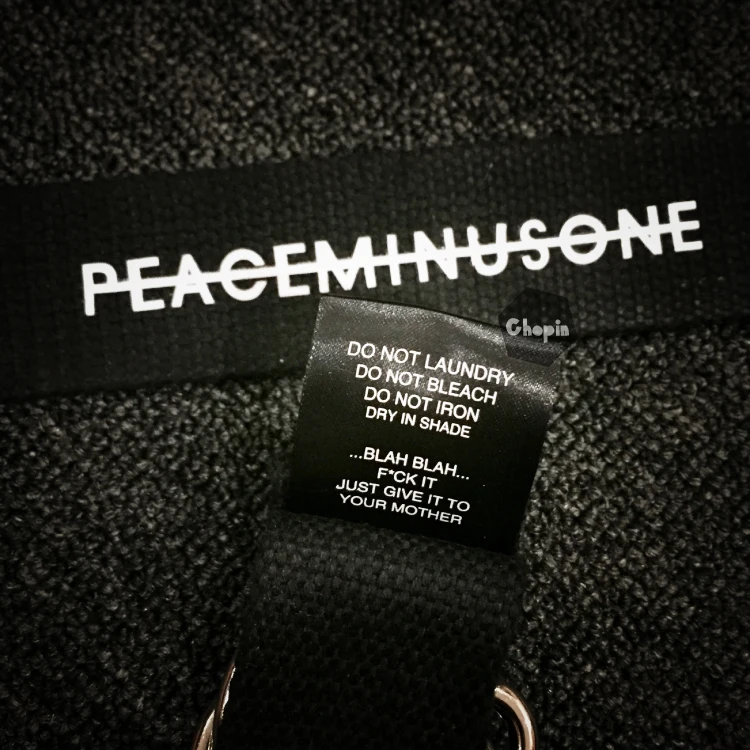 PEACEMINUSONE
Chopin
DO NOT LAUNDRY
DO NOT BLEACH
DO NOT IRON
DRY IN SHADE
...BLAH BLAH...
F*CK IT
JUST GIVE IT TO
YOUR MOTHER